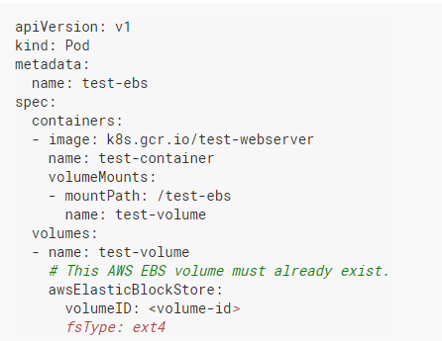 apiVersion: v1
kind: Pod
metadata:
  name: test-ebs
spec:
  containers:
  - image: k8s.gcr.io/test-webserver
    name: test-container
    volumeMounts:
    - mountPath: /test-ebs
      name: test-volume
  volumes:
  - name: test-volume
    # This AWS EBS volume must already exist.
    awsElasticBlockStore:
      volumeID: <volume-id>
      fsType: ext4